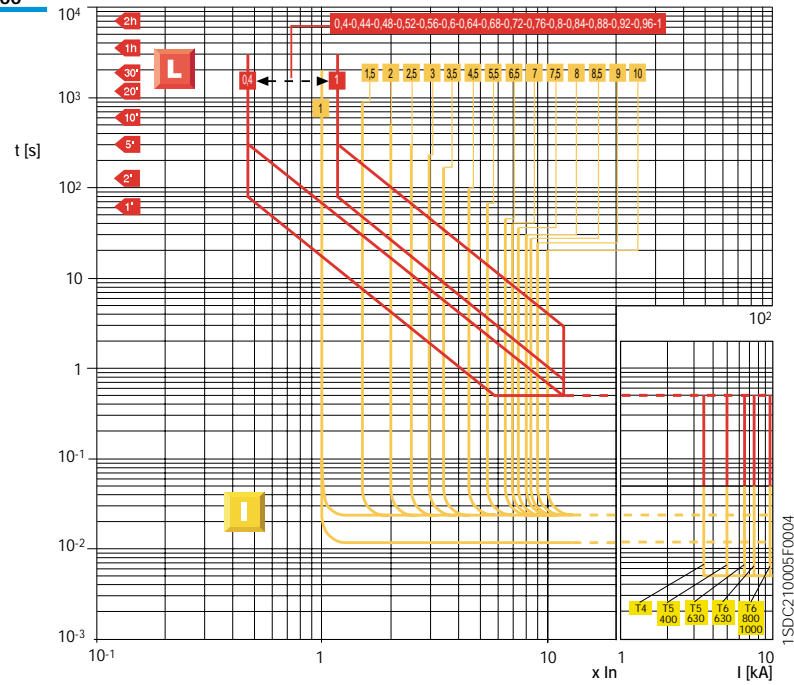 10⁴
2h
0,4-0,44-0,48-0,52-0,56-0,6-0,64-0,68-0,72-0,76-0,8-0,84-0,88-0,92-0,96-1
1h
L
30'
0,4
1
1,5 2 2,5 3 3,5 4,5 5,5 6,5 7 7,5 8 8,5 9 10
20'
10³
1
10'
t [s]
5'
2'
10²
1'
10
10²
1
10⁻¹
I
10⁻²
T4
T5 400
T5 630
T6 630
T6 800 1000
10⁻³
10⁻¹ 1 10 1 10
x In
I [kA]
1SDC210005F0004